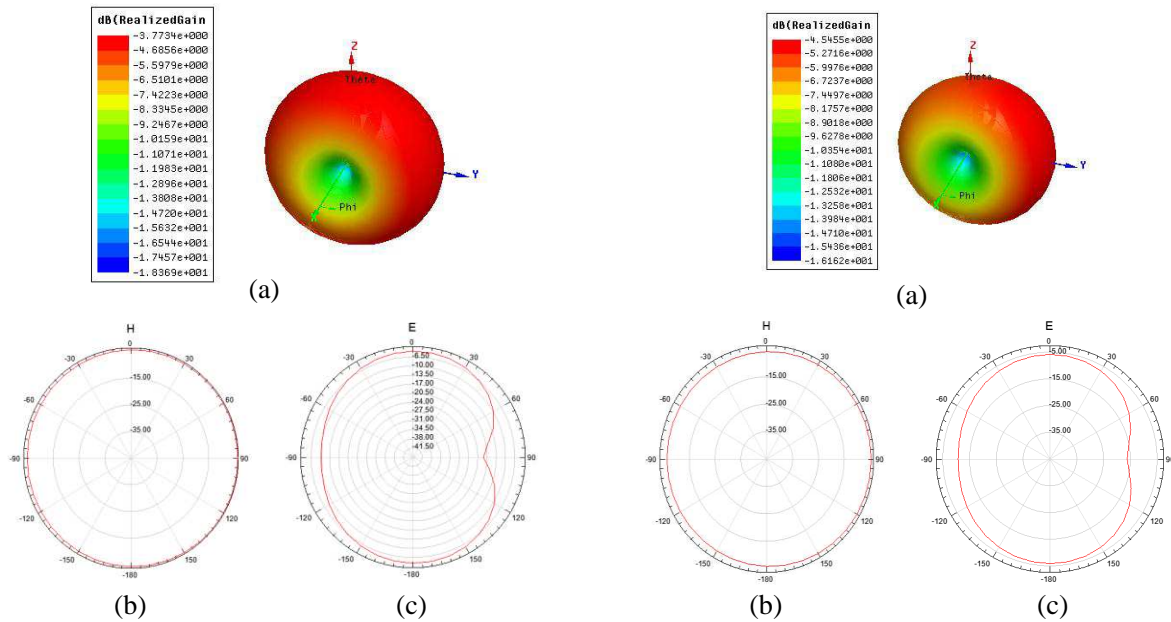 dB(RealizedGain
-3.7734e+000
-4.6856e+000
-5.5979e+000
-6.5101e+000
-7.4223e+000
-8.3345e+000
-9.2467e+000
-1.0159e+001
-1.1071e+001
-1.1983e+001
-1.2896e+001
-1.3808e+001
-1.4720e+001
-1.5632e+001
-1.6544e+001
-1.7457e+001
-1.8369e+001
Z
Theta
Y
Phi
X
(a)
dB(RealizedGain
-4.5455e+000
-5.2716e+000
-5.9976e+000
-6.7237e+000
-7.4497e+000
-8.1757e+000
-8.9018e+000
-9.6278e+000
-1.0354e+001
-1.1080e+001
-1.1806e+001
-1.2532e+001
-1.3258e+001
-1.3984e+001
-1.4710e+001
-1.5436e+001
-1.6162e+001
Z
Theta
Y
Phi
(a)
H
0
-30 30
-15.00
-60 60
-25.00
-35.00
-90 90
-120 120
-150 150
-180
(b)
E
0
-30 30
-6.50
-10.00
-13.50
-17.00
-20.50
-60 60
-24.00
-27.50
-31.00
-34.50
-38.00
-41.50
-90 90
-120 120
-150 150
-180
(c)
H
0
-30 30
-15.00
-60 60
-25.00
-35.00
-90 90
-120 120
-150 150
-180
(b)
E
0
-5.00
-30 30
-15.00
-60 60
-25.00
-35.00
-90 90
-120 120
-150 150
-180
(c)